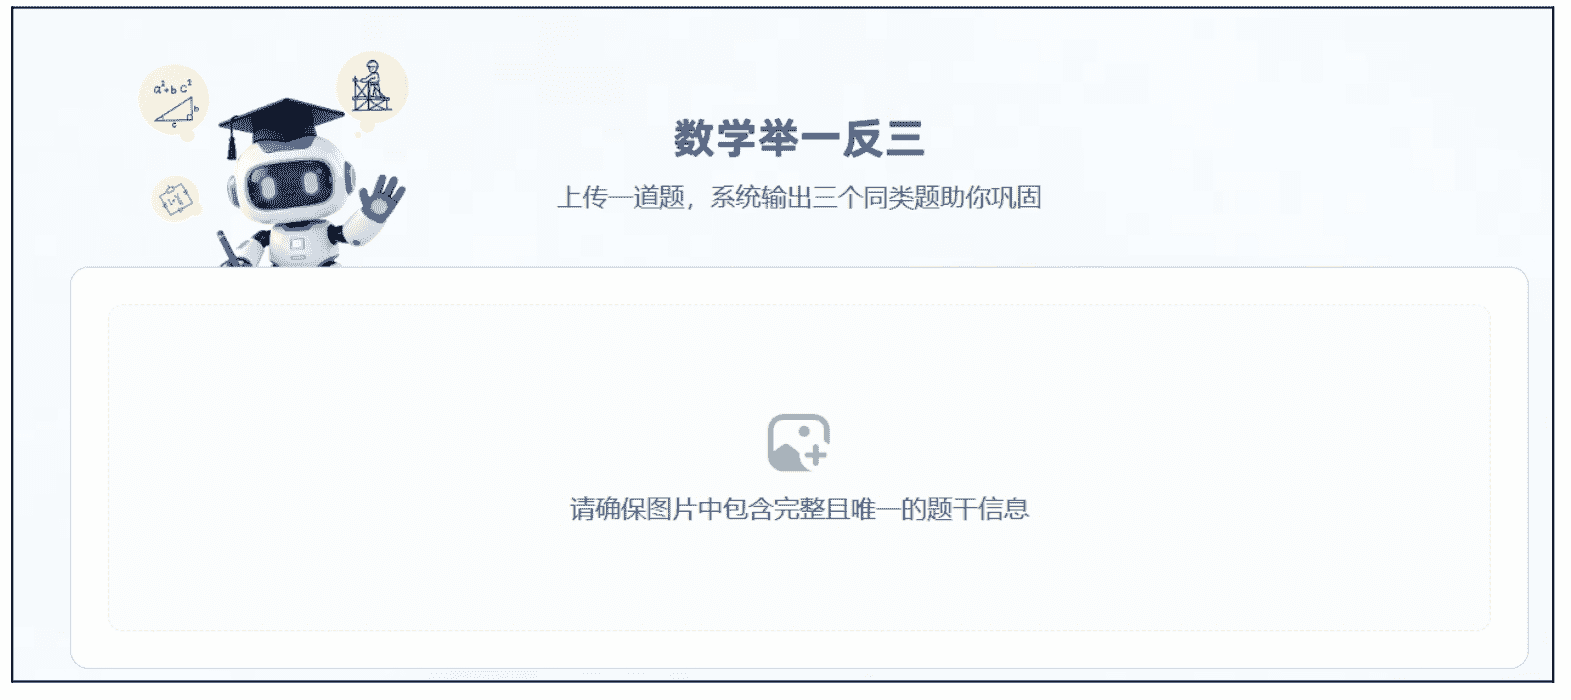 a²+b c²
b
c
数学举一反三
上传一道题，系统输出三个同类题助你巩固
请确保图片中包含完整且唯一的题干信息